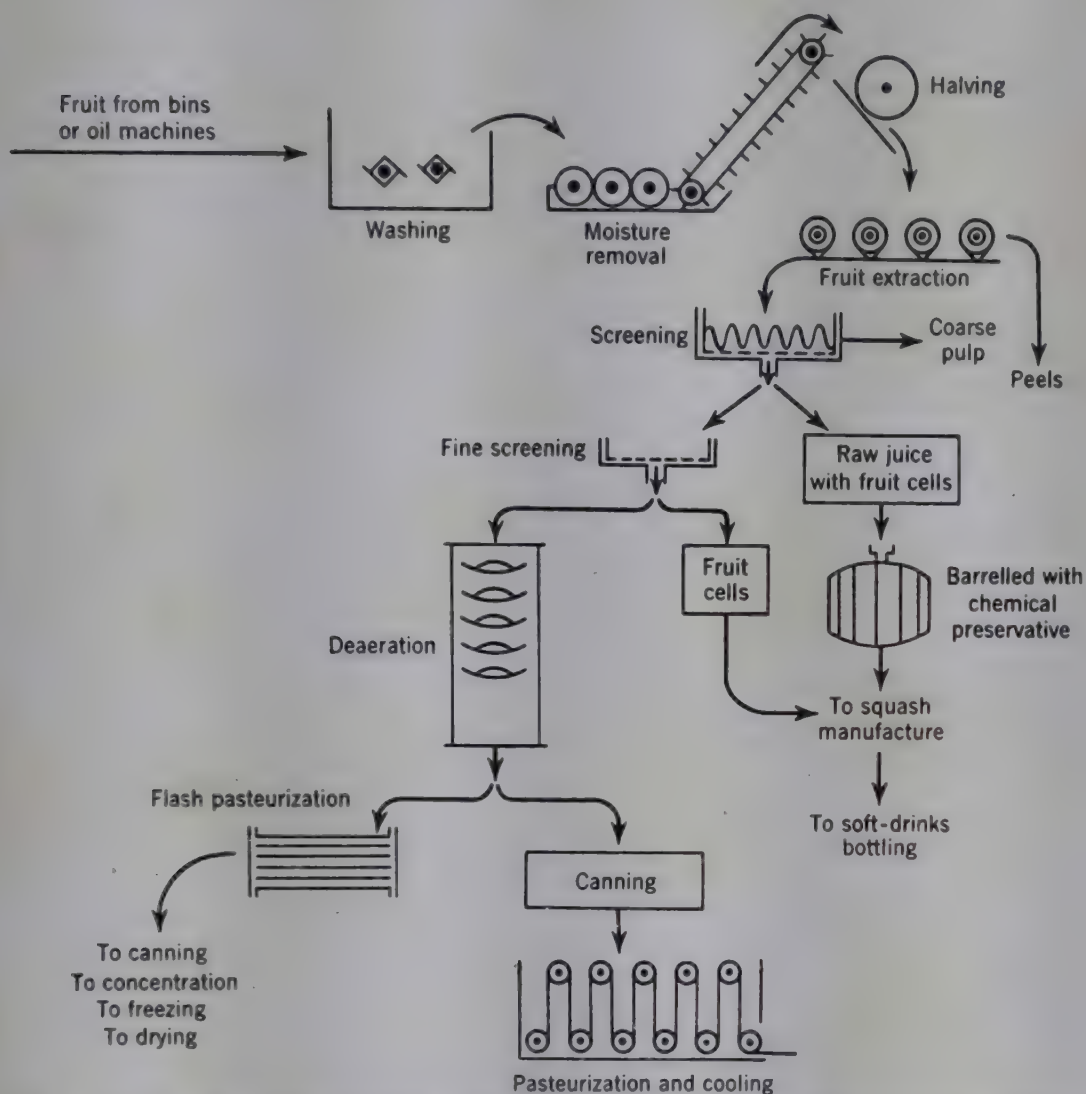 Fruit from bins
or oil machines
Washing
Moisture
removal
Halving
Fruit extraction
Screening
Coarse
pulp
Peels
Fine screening
Raw juice
with fruit cells
Deaeration
Fruit
cells
Barrelled with
chemical
preservative
To squash
manufacture
To soft-drinks
bottling
Flash pasteurization
Canning
To canning
To concentration
To freezing
To drying
Pasteurization and cooling